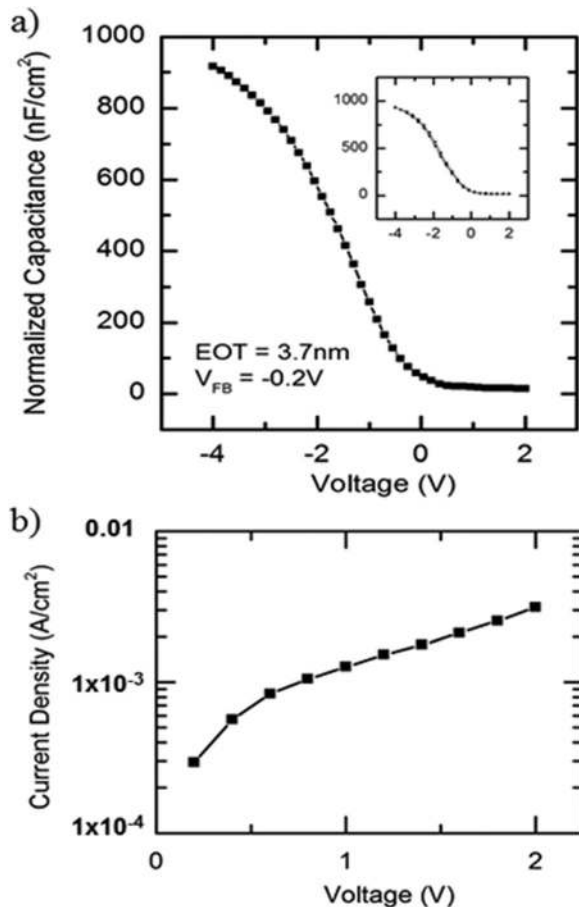 a)
1000
800
600
400
200
0
Normalized Capacitance (nF/cm²)
1000
500
0
-4 -2 0 2
EOT = 3.7nm
V_FB = -0.2V
-4 -2 0 2
Voltage (V)
b)
0.01
1x10⁻³
1x10⁻⁴
Current Density (A/cm²)
0 1 2
Voltage (V)